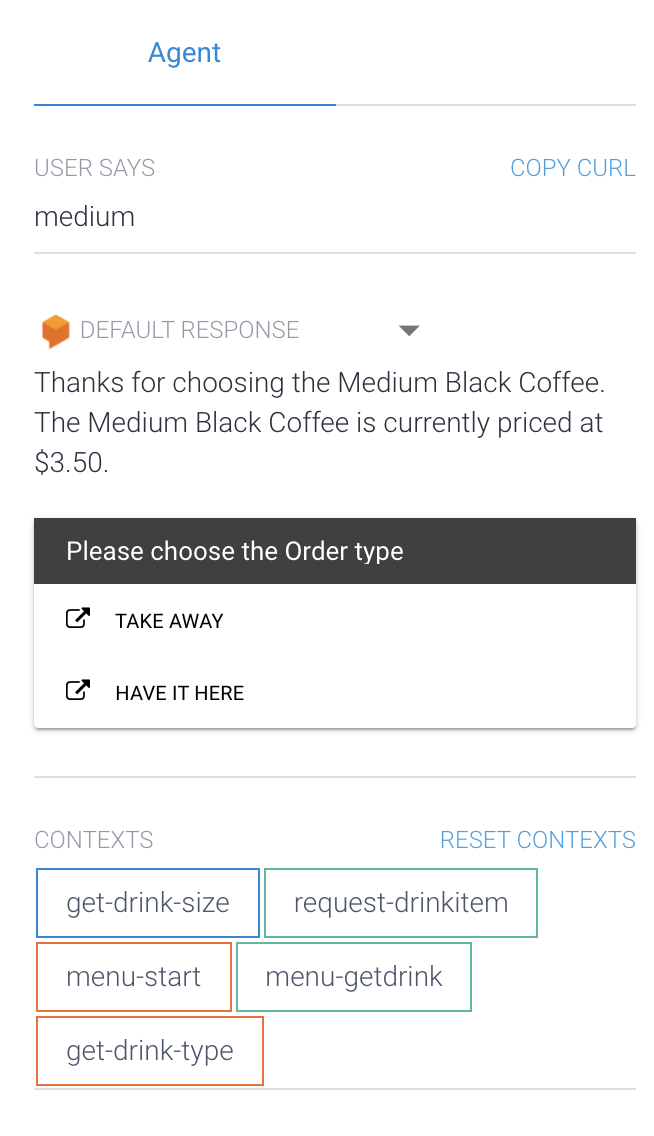 Agent
USER SAYS
COPY CURL
medium
DEFAULT RESPONSE
Thanks for choosing the Medium Black Coffee.
The Medium Black Coffee is currently priced at
$3.50.
Please choose the Order type
TAKE AWAY
HAVE IT HERE
CONTEXTS
RESET CONTEXTS
get-drink-size
request-drinkitem
menu-start
menu-getdrink
get-drink-type